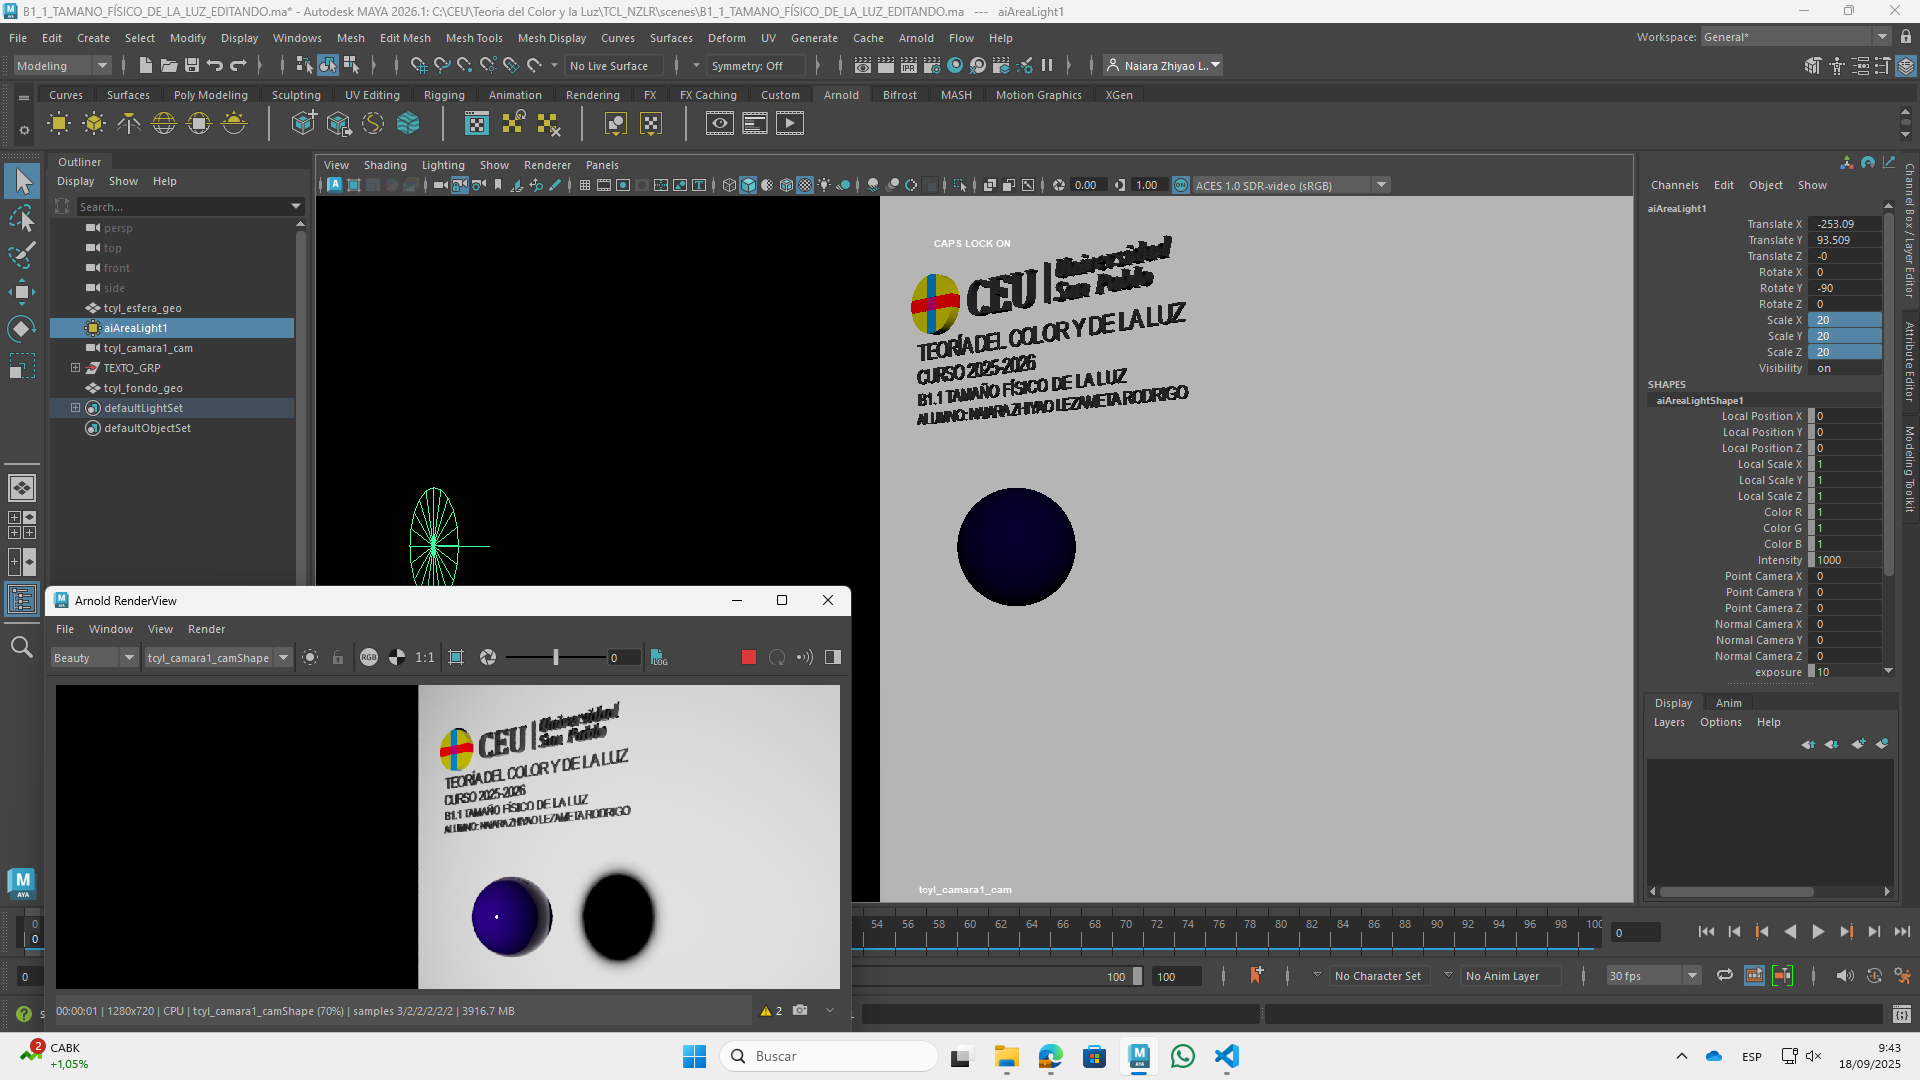 B1_1_TAMANO_FÍSICO_DE_LA_LUZ_EDITANDO.ma* - Autodesk MAYA 2026.1: C:\CEU\Teoria del Color y la Luz\TCL_NZLR\scenes\B1_1_TAMANO_FÍSICO_DE_LA_LUZ_EDITANDO.ma --- aiAreaLight1
File Edit Create Select Modify Display Windows Mesh Edit Mesh Mesh Tools Mesh Display Curves Surfaces Deform UV Generate Cache Arnold Flow Help
Workspace: General*
Modeling No Live Surface Symmetry: Off IPR Naiara Zhiyao L..
Curves Surfaces Poly Modeling Sculpting UV Editing Rigging Animation Rendering FX FX Caching Custom Arnold Bifrost MASH Motion Graphics XGen
Outliner
Display Show Help
Search...
persp
top
front
side
tcyl_esfera_geo
aiAreaLight1
tcyl_camara1_cam
TEXTO_GRP
tcyl_fondo_geo
defaultLightSet
defaultObjectSet
View Shading Lighting Show Renderer Panels
0.00 1.00 ACES 1.0 SDR-video (sRGB)
CAPS LOCK ON
CEU Universidad
San Pablo
TEORÍA DEL COLOR Y DE LA LUZ
CURSO 2025-2026
B1.1 TAMAÑO FÍSICO DE LA LUZ
ALUMNO: NAIARA ZHIYAO LEZAMETA RODRIGO
tcyl_camara1_cam
Channels Edit Object Show
aiAreaLight1
Translate X -253.09
Translate Y 93.509
Translate Z -0
Rotate X 0
Rotate Y -90
Rotate Z 0
Scale X 20
Scale Y 20
Scale Z 20
Visibility on
SHAPES
aiAreaLightShape1
Local Position X 0
Local Position Y 0
Local Position Z 0
Local Scale X 1
Local Scale Y 1
Local Scale Z 1
Color R 1
Color G 1
Color B 1
Intensity 1000
Point Camera X 0
Point Camera Y 0
Point Camera Z 0
Normal Camera X 0
Normal Camera Y 0
Normal Camera Z 0
exposure 10
Channel Box / Layer Editor
Attribute Editor
Modeling Toolkit
Display Anim
Layers Options Help
Arnold RenderView
File Window View Render
Beauty tcyl_camara1_camShape RGB 1:1 0 LOG
CEU Universidad
San Pablo
TEORÍA DEL COLOR Y DE LA LUZ
CURSO 2025-2026
B1.1 TAMAÑO FÍSICO DE LA LUZ
ALUMNO: NAIARA ZHIYAO LEZAMETA RODRIGO
00:00:01 | 1280x720 | CPU | tcyl_camara1_camShape (70%) | samples 3/2/2/2/2/2 | 3916.7 MB
2
M
AYA
0 54 56 58 60 62 64 66 68 70 72 74 76 78 80 82 84 86 88 90 92 94 96 98 100
0 0
0 100 100 No Character Set No Anim Layer 30 fps
2 CABK
+1,05%
Buscar
ESP
9:43
18/09/2025